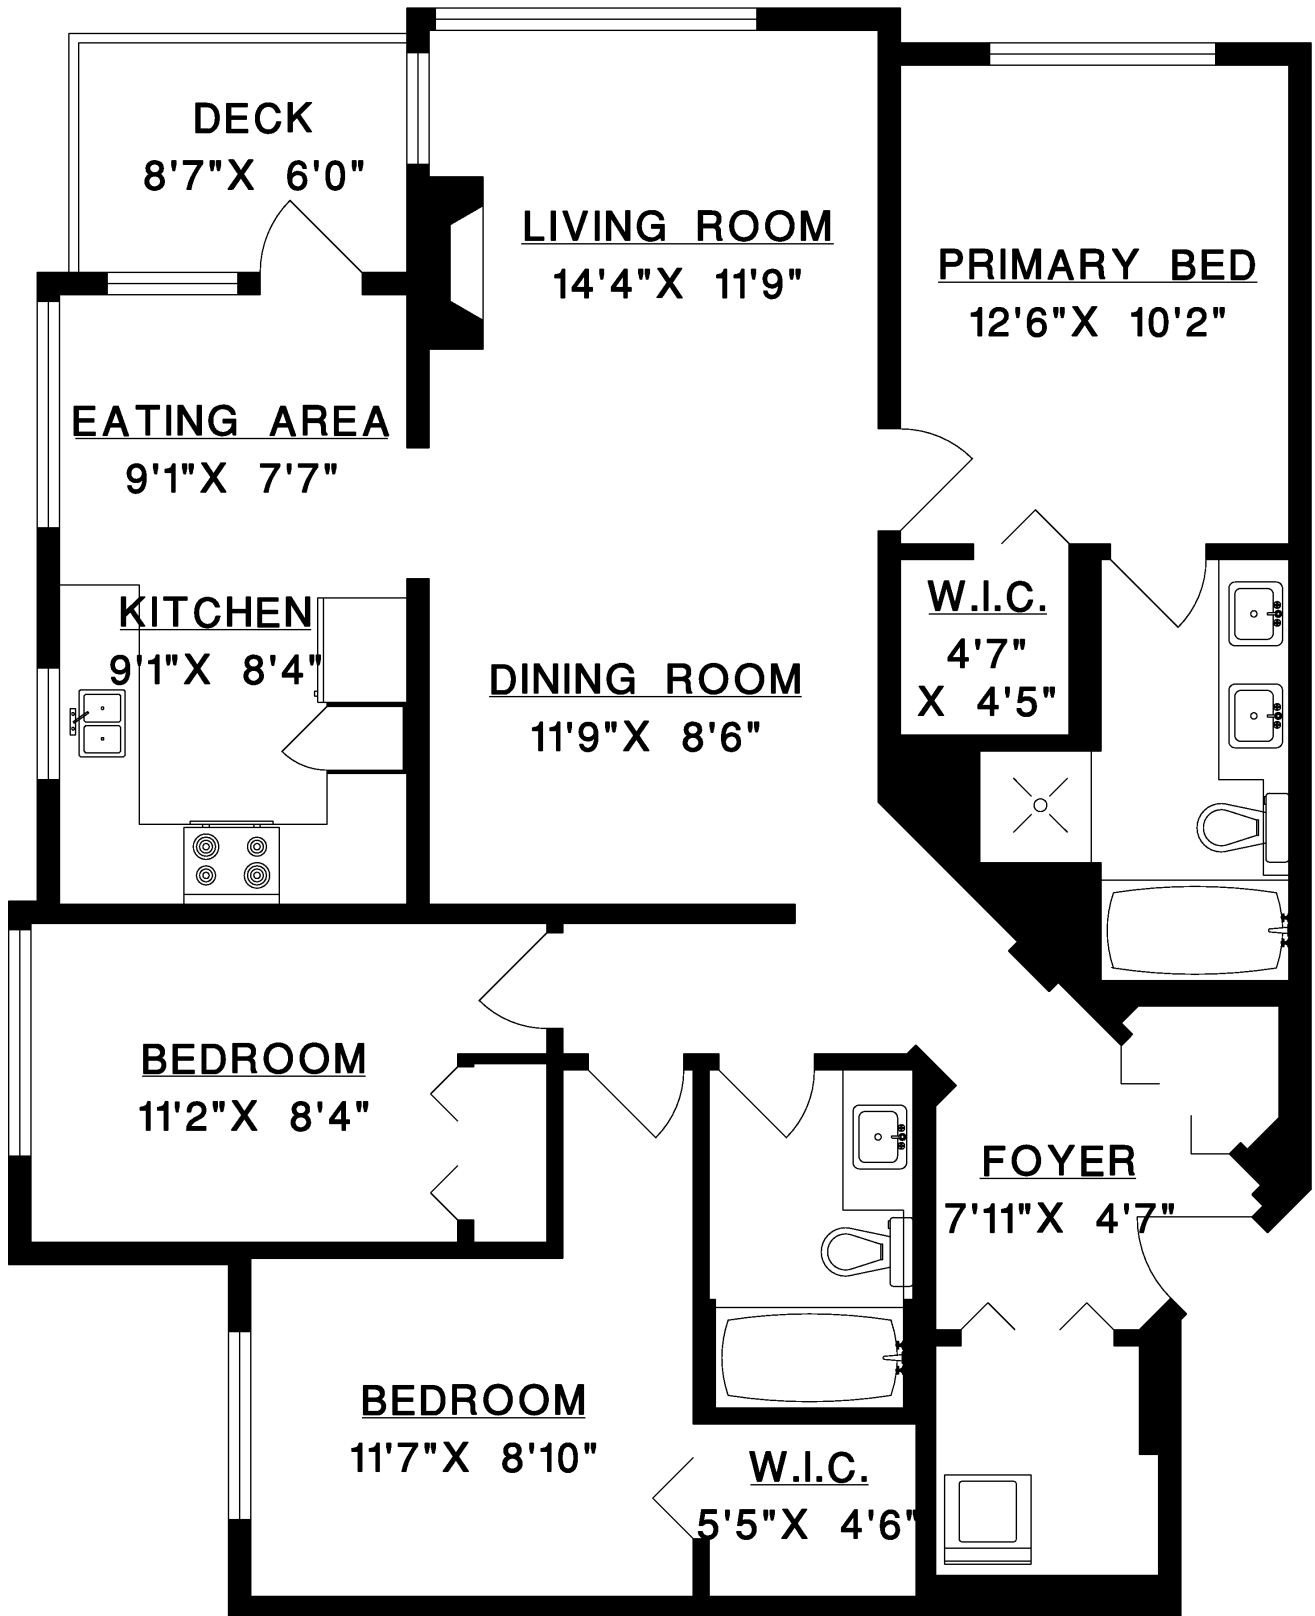 DECK
8'7"X 6'0"
LIVING ROOM
14'4"X 11'9"
PRIMARY BED
12'6"X 10'2"
EATING AREA
9'1"X 7'7"
KITCHEN
9'1"X 8'4"
W.I.C.
4'7"
X 4'5"
DINING ROOM
11'9"X 8'6"
BEDROOM
11'2"X 8'4"
FOYER
7'11"X 4'7"
BEDROOM
11'7"X 8'10"
W.I.C.
5'5"X 4'6"